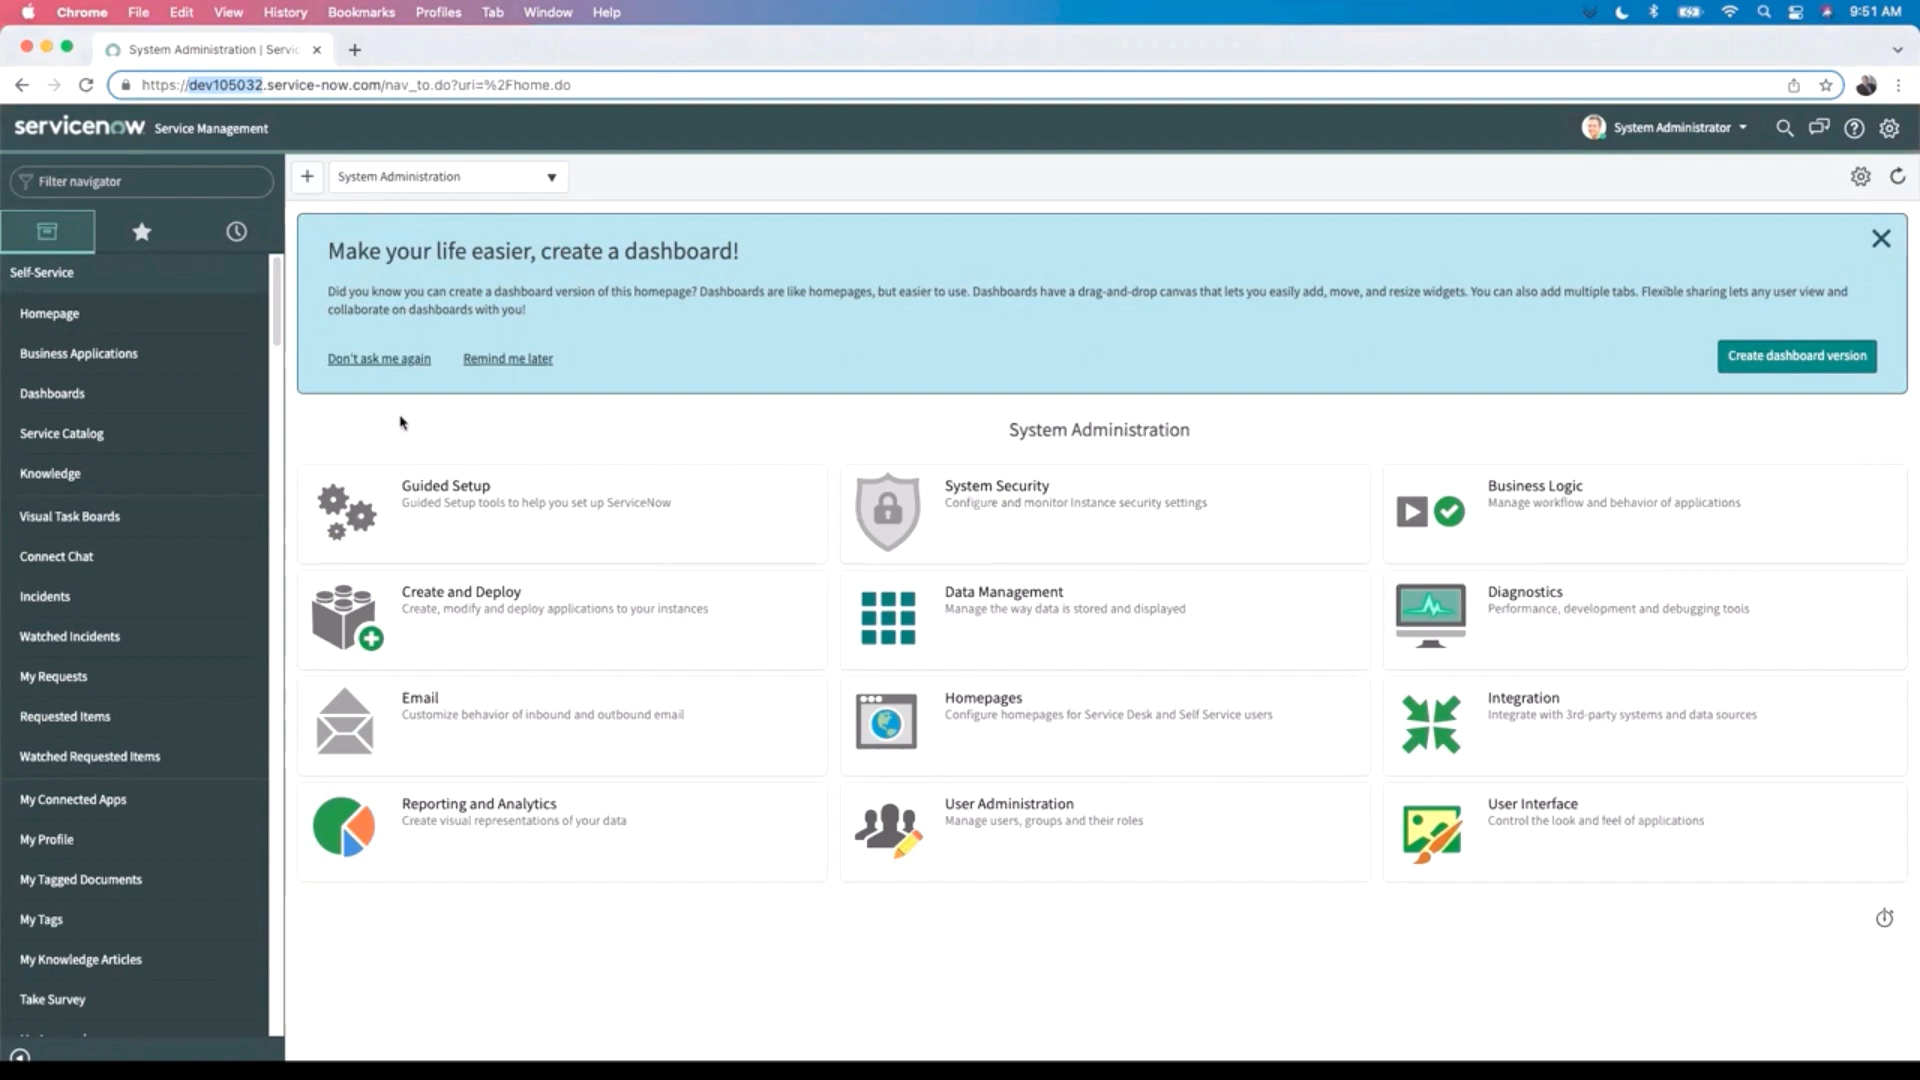 Chrome File Edit View History Bookmarks Profiles Tab Window Help 9:51 AM
System Administration | Servic
https://dev105032.service-now.com/nav_to.do?uri=%2Fhome.do
servicenow Service Management System Administrator
Filter navigator
System Administration
Self-Service
Homepage
Business Applications
Dashboards
Service Catalog
Knowledge
Visual Task Boards
Connect Chat
Incidents
Watched Incidents
My Requests
Requested Items
Watched Requested Items
My Connected Apps
My Profile
My Tagged Documents
My Tags
My Knowledge Articles
Take Survey
Make your life easier, create a dashboard!
Did you know you can create a dashboard version of this homepage? Dashboards are like homepages, but easier to use. Dashboards have a drag-and-drop canvas that lets you easily add, move, and resize widgets. You can also add multiple tabs. Flexible sharing lets any user view and
collaborate on dashboards with you!
Don't ask me again Remind me later
Create dashboard version
System Administration
Guided Setup
Guided Setup tools to help you set up ServiceNow
System Security
Configure and monitor Instance security settings
Business Logic
Manage workflow and behavior of applications
Create and Deploy
Create, modify and deploy applications to your instances
Data Management
Manage the way data is stored and displayed
Diagnostics
Performance, development and debugging tools
Email
Customize behavior of inbound and outbound email
Homepages
Configure homepages for Service Desk and Self Service users
Integration
Integrate with 3rd-party systems and data sources
Reporting and Analytics
Create visual representations of your data
User Administration
Manage users, groups and their roles
User Interface
Control the look and feel of applications